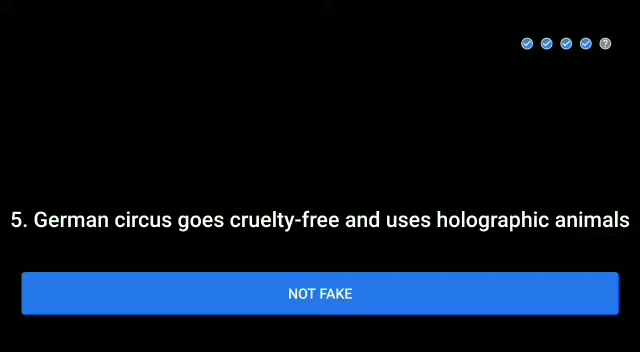 5. German circus goes cruelty-free and uses holographic animals
NOT FAKE